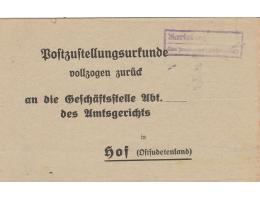 Postzustellungsurkunde
vollzogen zurück
an die Geschäftsstelle Abt.
des Amtsgerichts
in
Hof (Ostsudetenland)